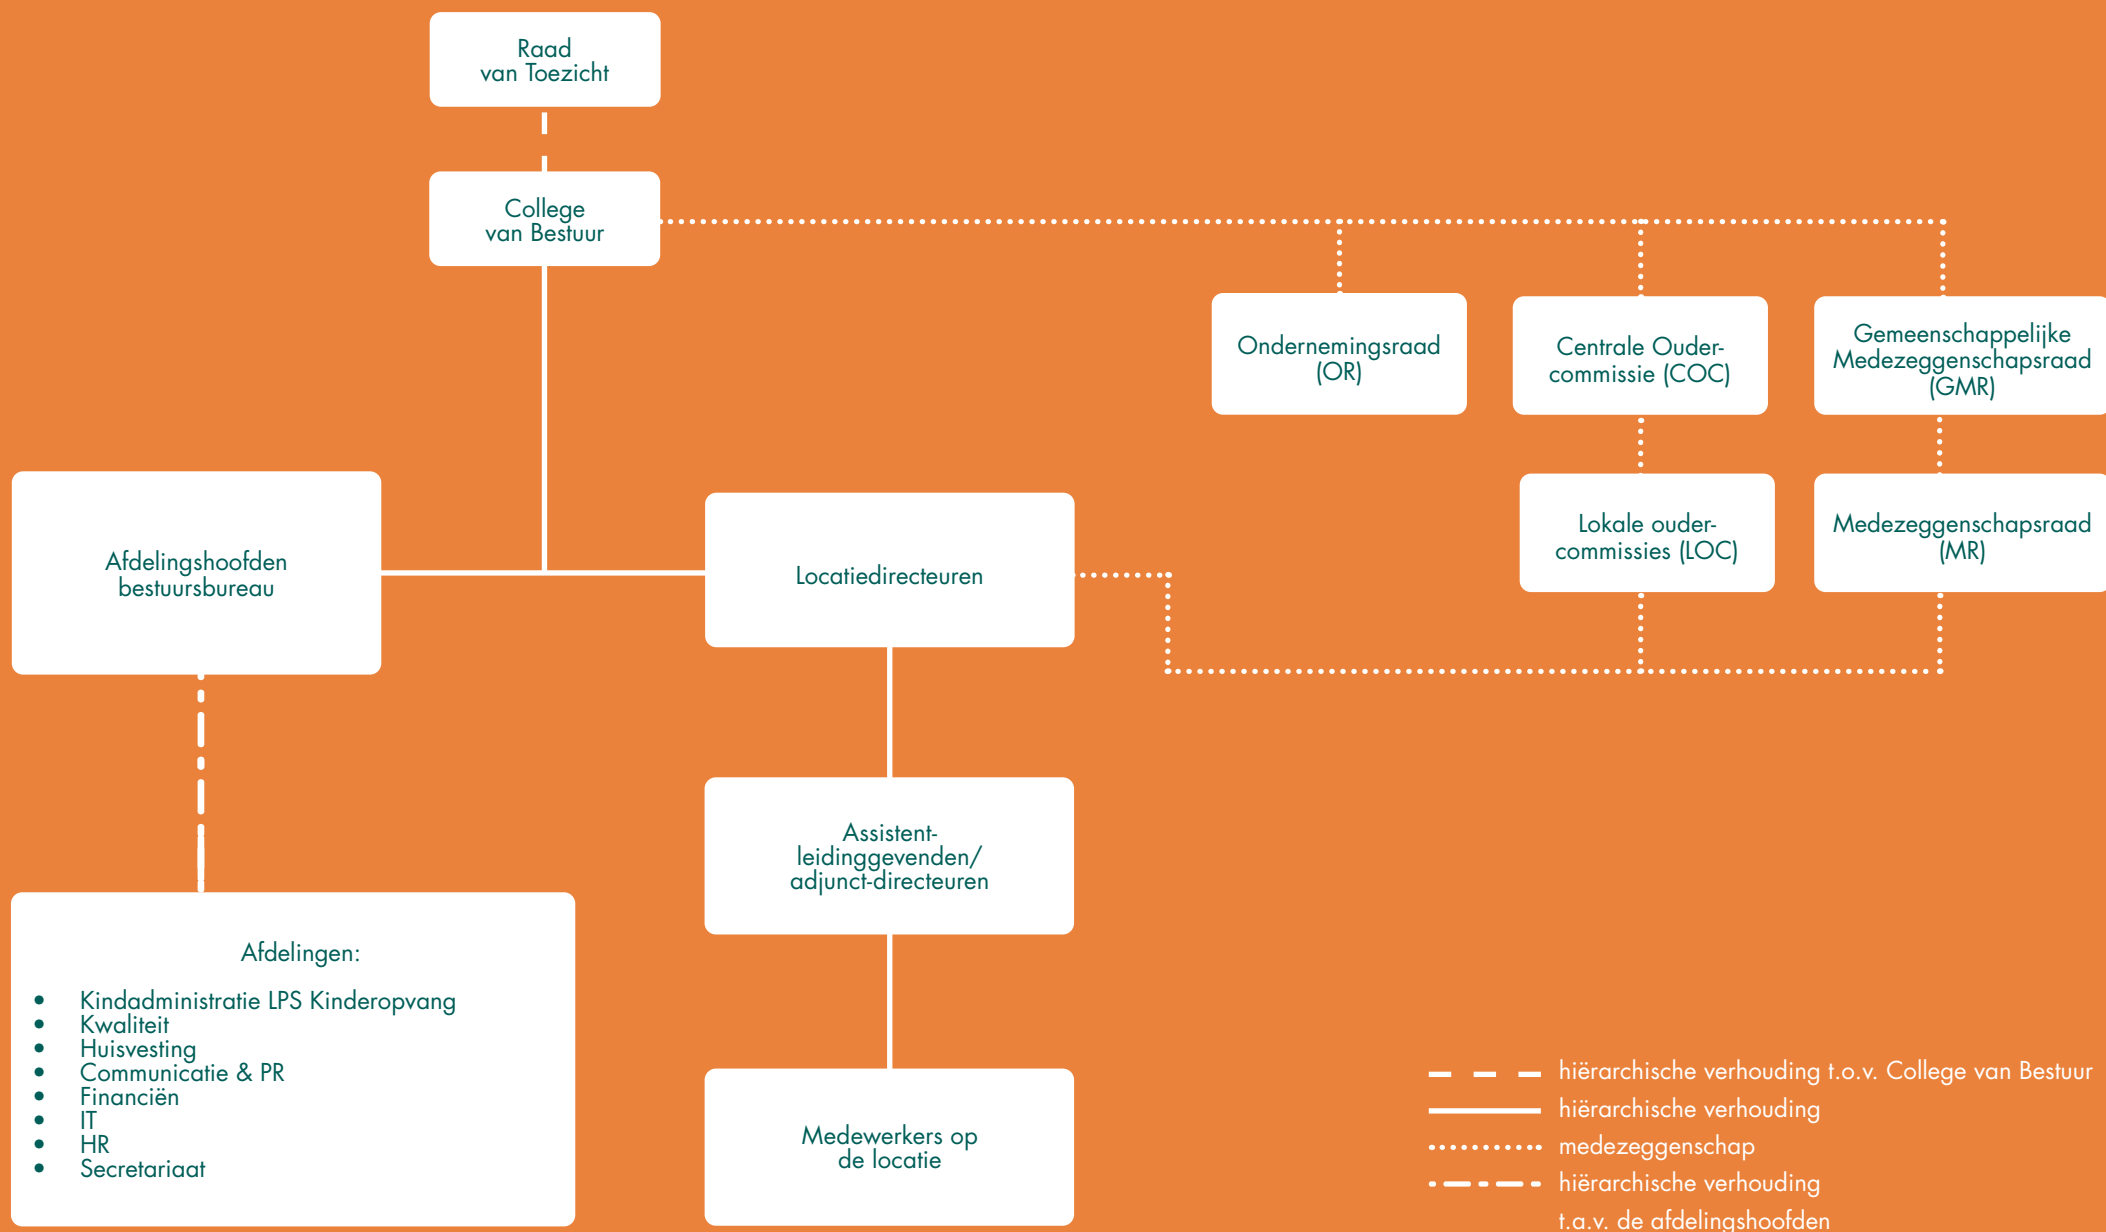 Raad
van Toezicht
College
van Bestuur
Ondernemingsraad
(OR)
Centrale Ouder-
commissie (COC)
Gemeenschappelijke
Medezeggenschapsraad
(GMR)
Afdelingshoofden
bestuursbureau
Locatiedirecteuren
Lokale ouder-
commissies (LOC)
Medezeggenschapsraad
(MR)
Assistent-
leidinggevenden/
adjunct-directeuren
Afdelingen:
• Kindadministratie LPS Kinderopvang
• Kwaliteit
• Huisvesting
• Communicatie & PR
• Financiën
• IT
• HR
• Secretariaat
Medewerkers op
de locatie
hiërarchische verhouding t.o.v. College van Bestuur
hiërarchische verhouding
medezeggenschap
hiërarchische verhouding
t.a.v. de afdelingshoofden